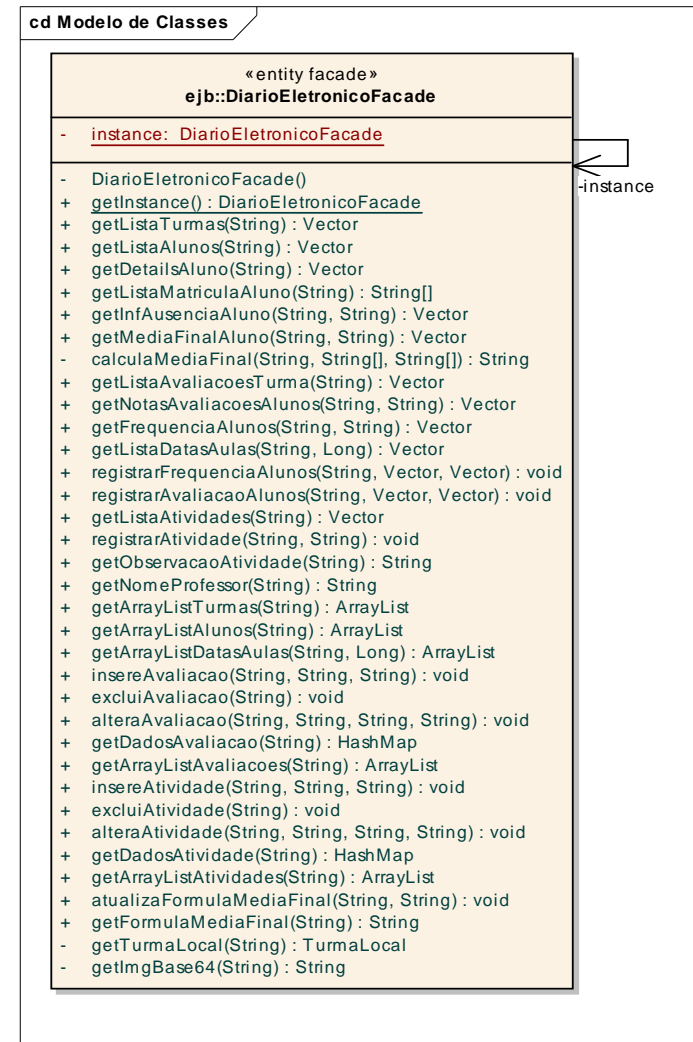 cd Modelo de Classes
«entity facade»
ejb::DiarioEletronicoFacade
- instance: DiarioEletronicoFacade
-instance
- DiarioEletronicoFacade()
+ getInstance() : DiarioEletronicoFacade
+ getListaTurmas(String) : Vector
+ getListaAlunos(String) : Vector
+ getDetailsAluno(String) : Vector
+ getListaMatriculaAluno(String) : String[]
+ getInfAusenciaAluno(String, String) : Vector
+ getMediaFinalAluno(String, String) : Vector
- calculaMediaFinal(String, String[], String[]) : String
+ getListaAvaliacoesTurma(String) : Vector
+ getNotasAvaliacoesAlunos(String, String) : Vector
+ getFrequenciaAlunos(String, String) : Vector
+ getListaDatasAulas(String, Long) : Vector
+ registrarFrequenciaAlunos(String, Vector, Vector) : void
+ registrarAvaliacaoAlunos(String, Vector, Vector) : void
+ getListaAtividades(String) : Vector
+ registrarAtividade(String, String) : void
+ getObservacaoAtividade(String) : String
+ getNomeProfessor(String) : String
+ getArrayListTurmas(String) : ArrayList
+ getArrayListAlunos(String) : ArrayList
+ getArrayListDatasAulas(String, Long) : ArrayList
+ insereAvaliacao(String, String, String) : void
+ excluiAvaliacao(String) : void
+ alteraAvaliacao(String, String, String, String) : void
+ getDadosAvaliacao(String) : HashMap
+ getArrayListAvaliacoes(String) : ArrayList
+ insereAtividade(String, String, String) : void
+ excluiAtividade(String) : void
+ alteraAtividade(String, String, String, String) : void
+ getDadosAtividade(String) : HashMap
+ getArrayListAtividades(String) : ArrayList
+ atualizaFormulaMediaFinal(String, String) : void
+ getFormulaMediaFinal(String) : String
- getTurmaLocal(String) : TurmaLocal
- getImgBase64(String) : String